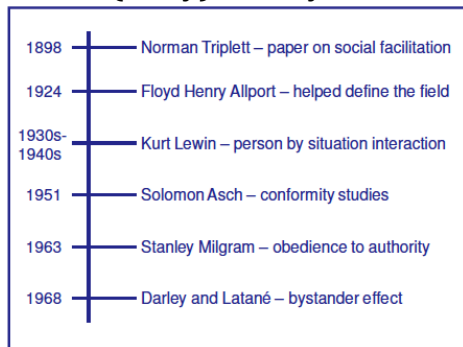 1898 Norman Triplett – paper on social facilitation
1924 Floyd Henry Allport – helped define the field
1930s-
1940s Kurt Lewin – person by situation interaction
1951 Solomon Asch – conformity studies
1963 Stanley Milgram – obedience to authority
1968 Darley and Latané – bystander effect